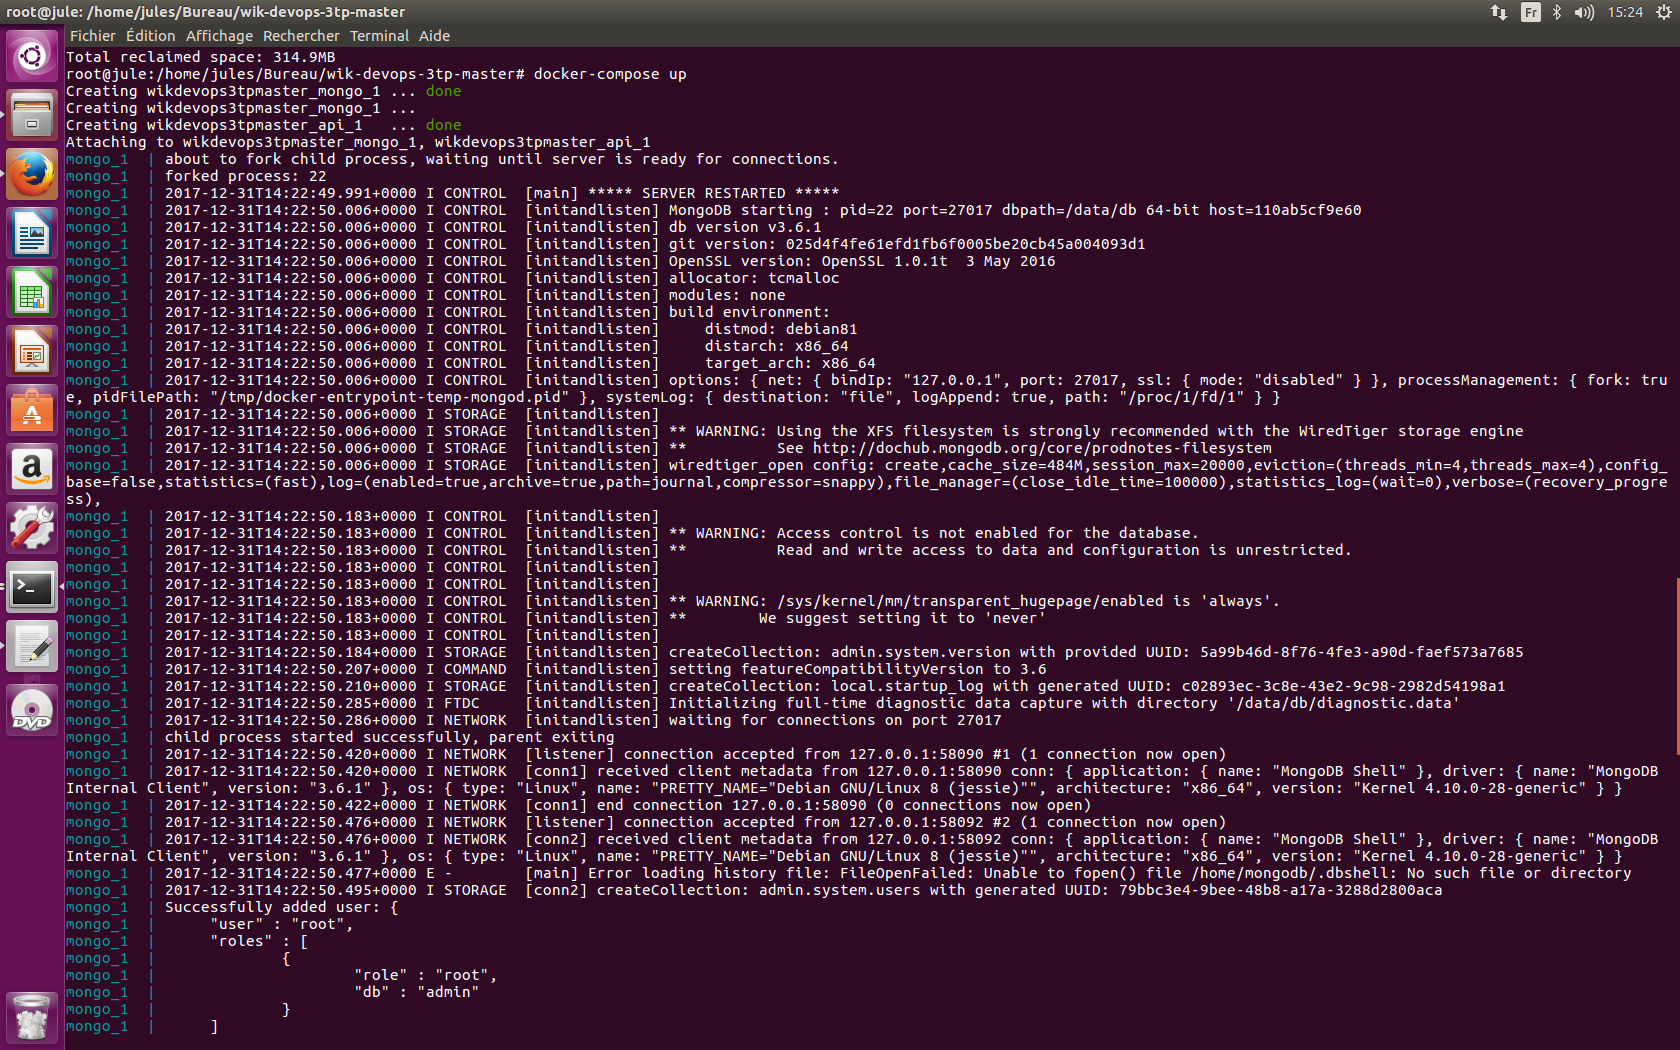 root@jule: /home/jules/Bureau/wik-devops-3tp-master
Fr
15:24
Fichier Édition Affichage Rechercher Terminal Aide
Total reclaimed space: 314.9MB
root@jule:/home/jules/Bureau/wik-devops-3tp-master# docker-compose up
Creating wikdevops3tpmaster_mongo_1 ... done
Creating wikdevops3tpmaster_mongo_1 ...
Creating wikdevops3tpmaster_api_1   ... done
Attaching to wikdevops3tpmaster_mongo_1, wikdevops3tpmaster_api_1
mongo_1  | about to fork child process, waiting until server is ready for connections.
mongo_1  | forked process: 22
mongo_1  | 2017-12-31T14:22:49.991+0000 I CONTROL  [main] ***** SERVER RESTARTED *****
mongo_1  | 2017-12-31T14:22:50.006+0000 I CONTROL  [initandlisten] MongoDB starting : pid=22 port=27017 dbpath=/data/db 64-bit host=110ab5cf9e60
mongo_1  | 2017-12-31T14:22:50.006+0000 I CONTROL  [initandlisten] db version v3.6.1
mongo_1  | 2017-12-31T14:22:50.006+0000 I CONTROL  [initandlisten] git version: 025d4f4fe61efd1fb6f0005be20cb45a004093d1
mongo_1  | 2017-12-31T14:22:50.006+0000 I CONTROL  [initandlisten] OpenSSL version: OpenSSL 1.0.1t  3 May 2016
mongo_1  | 2017-12-31T14:22:50.006+0000 I CONTROL  [initandlisten] allocator: tcmalloc
mongo_1  | 2017-12-31T14:22:50.006+0000 I CONTROL  [initandlisten] modules: none
mongo_1  | 2017-12-31T14:22:50.006+0000 I CONTROL  [initandlisten] build environment:
mongo_1  | 2017-12-31T14:22:50.006+0000 I CONTROL  [initandlisten]     distmod: debian81
mongo_1  | 2017-12-31T14:22:50.006+0000 I CONTROL  [initandlisten]     distarch: x86_64
mongo_1  | 2017-12-31T14:22:50.006+0000 I CONTROL  [initandlisten]     target_arch: x86_64
mongo_1  | 2017-12-31T14:22:50.006+0000 I CONTROL  [initandlisten] options: { net: { bindIp: "127.0.0.1", port: 27017, ssl: { mode: "disabled" } }, processManagement: { fork: tru
e, pidFilePath: "/tmp/docker-entrypoint-temp-mongod.pid" }, systemLog: { destination: "file", logAppend: true, path: "/proc/1/fd/1" } }
mongo_1  | 2017-12-31T14:22:50.006+0000 I STORAGE  [initandlisten]
mongo_1  | 2017-12-31T14:22:50.006+0000 I STORAGE  [initandlisten] ** WARNING: Using the XFS filesystem is strongly recommended with the WiredTiger storage engine
mongo_1  | 2017-12-31T14:22:50.006+0000 I STORAGE  [initandlisten] **          See http://dochub.mongodb.org/core/prodnotes-filesystem
mongo_1  | 2017-12-31T14:22:50.006+0000 I STORAGE  [initandlisten] wiredtiger_open config: create,cache_size=484M,session_max=20000,eviction=(threads_min=4,threads_max=4),config_
base=false,statistics=(fast),log=(enabled=true,archive=true,path=journal,compressor=snappy),file_manager=(close_idle_time=100000),statistics_log=(wait=0),verbose=(recovery_progre
ss),
mongo_1  | 2017-12-31T14:22:50.183+0000 I CONTROL  [initandlisten]
mongo_1  | 2017-12-31T14:22:50.183+0000 I CONTROL  [initandlisten] ** WARNING: Access control is not enabled for the database.
mongo_1  | 2017-12-31T14:22:50.183+0000 I CONTROL  [initandlisten] **          Read and write access to data and configuration is unrestricted.
mongo_1  | 2017-12-31T14:22:50.183+0000 I CONTROL  [initandlisten]
mongo_1  | 2017-12-31T14:22:50.183+0000 I CONTROL  [initandlisten]
mongo_1  | 2017-12-31T14:22:50.183+0000 I CONTROL  [initandlisten] ** WARNING: /sys/kernel/mm/transparent_hugepage/enabled is 'always'.
mongo_1  | 2017-12-31T14:22:50.183+0000 I CONTROL  [initandlisten] **        We suggest setting it to 'never'
mongo_1  | 2017-12-31T14:22:50.183+0000 I CONTROL  [initandlisten]
mongo_1  | 2017-12-31T14:22:50.184+0000 I STORAGE  [initandlisten] createCollection: admin.system.version with provided UUID: 5a99b46d-8f76-4fe3-a90d-faef573a7685
mongo_1  | 2017-12-31T14:22:50.207+0000 I COMMAND  [initandlisten] setting featureCompatibilityVersion to 3.6
mongo_1  | 2017-12-31T14:22:50.210+0000 I STORAGE  [initandlisten] createCollection: local.startup_log with generated UUID: c02893ec-3c8e-43e2-9c98-2982d54198a1
mongo_1  | 2017-12-31T14:22:50.285+0000 I FTDC     [initandlisten] Initializing full-time diagnostic data capture with directory '/data/db/diagnostic.data'
mongo_1  | 2017-12-31T14:22:50.286+0000 I NETWORK  [initandlisten] waiting for connections on port 27017
mongo_1  | child process started successfully, parent exiting
mongo_1  | 2017-12-31T14:22:50.420+0000 I NETWORK  [listener] connection accepted from 127.0.0.1:58090 #1 (1 connection now open)
mongo_1  | 2017-12-31T14:22:50.420+0000 I NETWORK  [conn1] received client metadata from 127.0.0.1:58090 conn: { application: { name: "MongoDB Shell" }, driver: { name: "MongoDB
Internal Client", version: "3.6.1" }, os: { type: "Linux", name: "PRETTY_NAME="Debian GNU/Linux 8 (jessie)"", architecture: "x86_64", version: "Kernel 4.10.0-28-generic" } }
mongo_1  | 2017-12-31T14:22:50.422+0000 I NETWORK  [conn1] end connection 127.0.0.1:58090 (0 connections now open)
mongo_1  | 2017-12-31T14:22:50.476+0000 I NETWORK  [listener] connection accepted from 127.0.0.1:58092 #2 (1 connection now open)
mongo_1  | 2017-12-31T14:22:50.476+0000 I NETWORK  [conn2] received client metadata from 127.0.0.1:58092 conn: { application: { name: "MongoDB Shell" }, driver: { name: "MongoDB
Internal Client", version: "3.6.1" }, os: { type: "Linux", name: "PRETTY_NAME="Debian GNU/Linux 8 (jessie)"", architecture: "x86_64", version: "Kernel 4.10.0-28-generic" } }
mongo_1  | 2017-12-31T14:22:50.477+0000 E -        [main] Error loading history file: FileOpenFailed: Unable to fopen() file /home/mongodb/.dbshell: No such file or directory
mongo_1  | 2017-12-31T14:22:50.495+0000 I STORAGE  [conn2] createCollection: admin.system.users with generated UUID: 79bbc3e4-9bee-48b8-a17a-3288d2800aca
mongo_1  | Successfully added user: {
mongo_1  |      "user" : "root",
mongo_1  |      "roles" : [
mongo_1  |              {
mongo_1  |                      "role" : "root",
mongo_1  |                      "db" : "admin"
mongo_1  |              }
mongo_1  |      ]
DVD